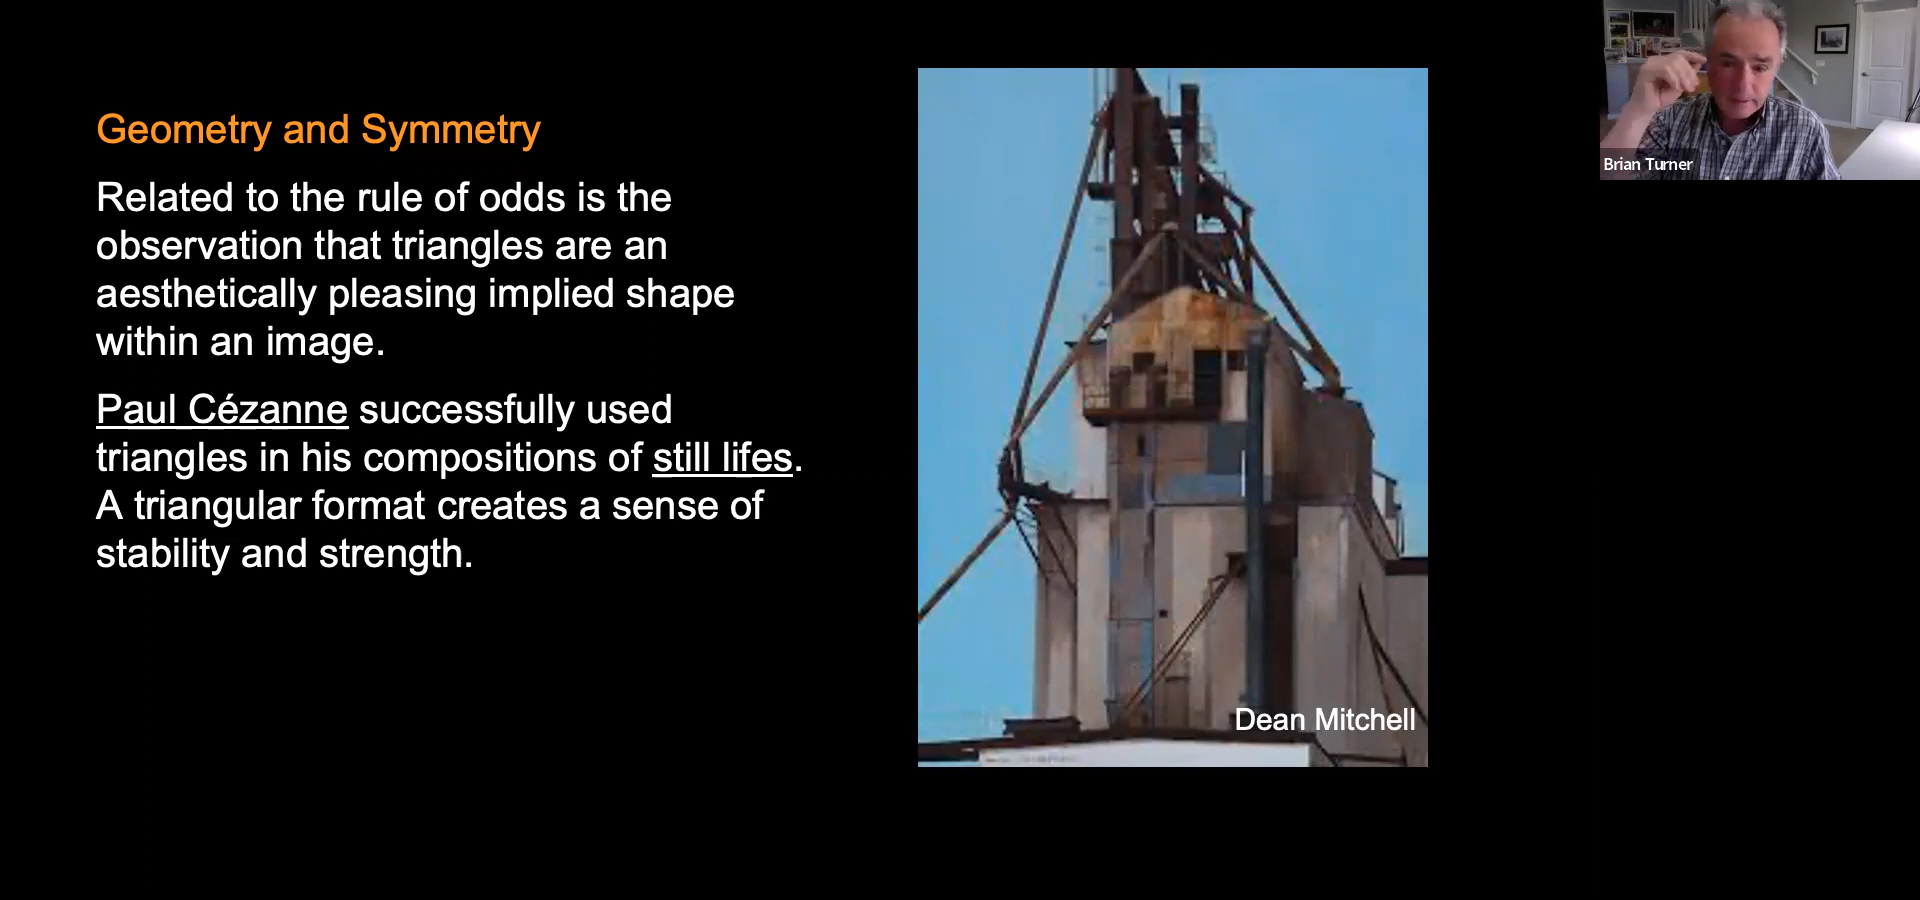 Geometry and Symmetry
Related to the rule of odds is the
observation that triangles are an
aesthetically pleasing implied shape
within an image.
Paul Cézanne successfully used
triangles in his compositions of still lifes.
A triangular format creates a sense of
stability and strength.
Dean Mitchell
Brian Turner